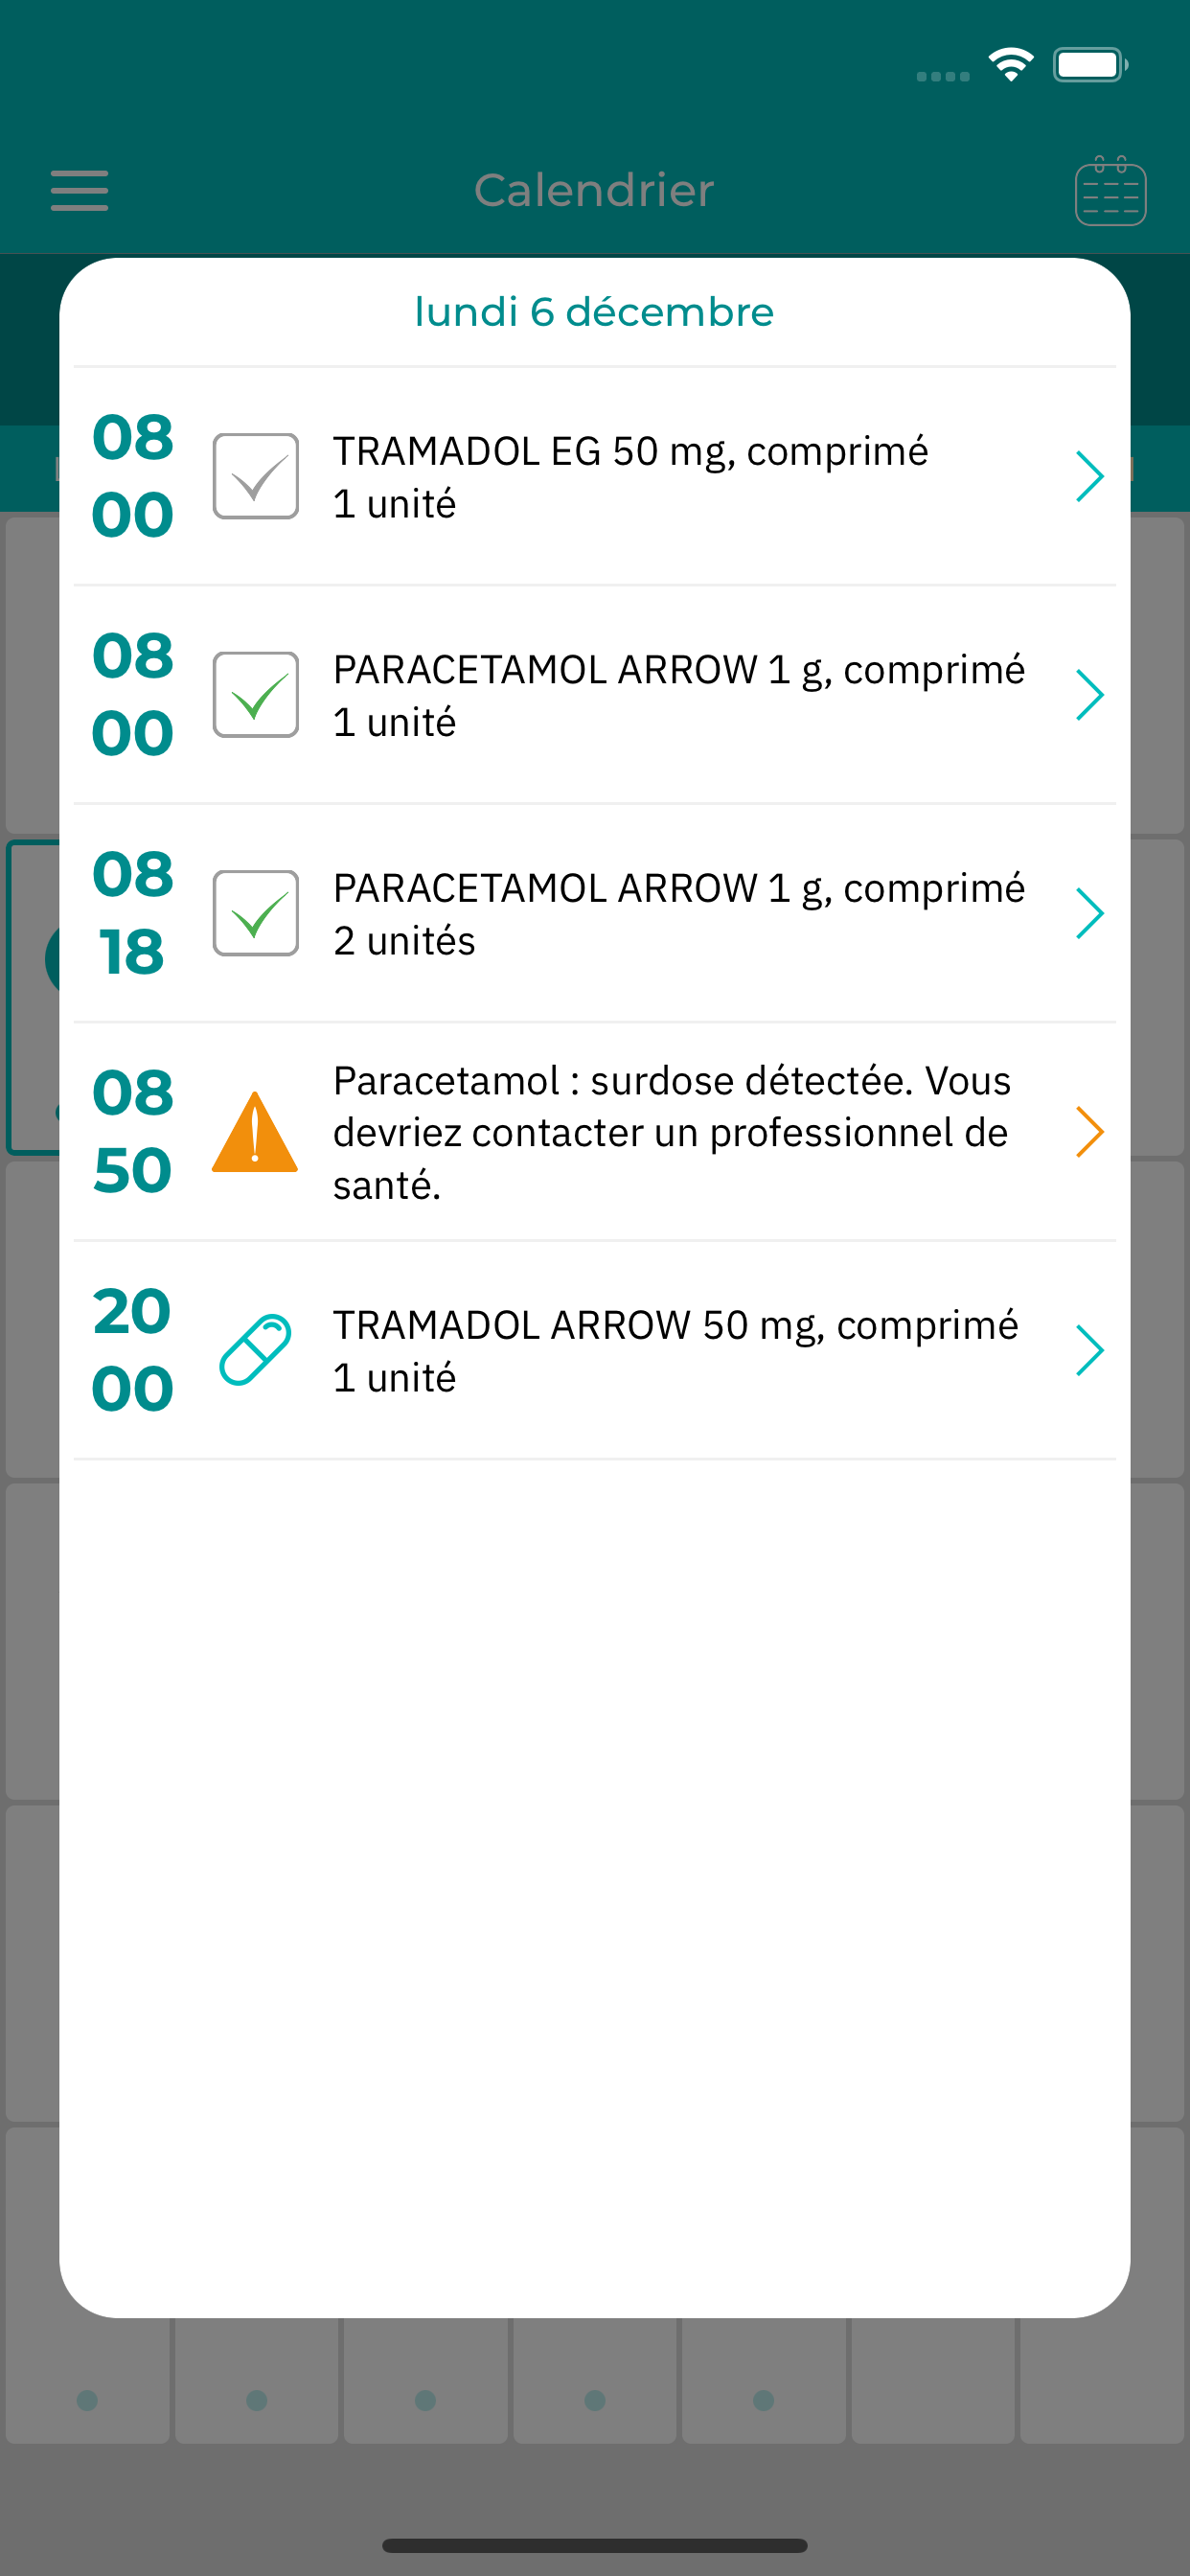 Calendrier
lundi 6 décembre
08
00
TRAMADOL EG 50 mg, comprimé
1 unité
08
00
PARACETAMOL ARROW 1 g, comprimé
1 unité
08
18
PARACETAMOL ARROW 1 g, comprimé
2 unités
08
50
Paracetamol : surdose détectée. Vous
devriez contacter un professionnel de
santé.
20
00
TRAMADOL ARROW 50 mg, comprimé
1 unité